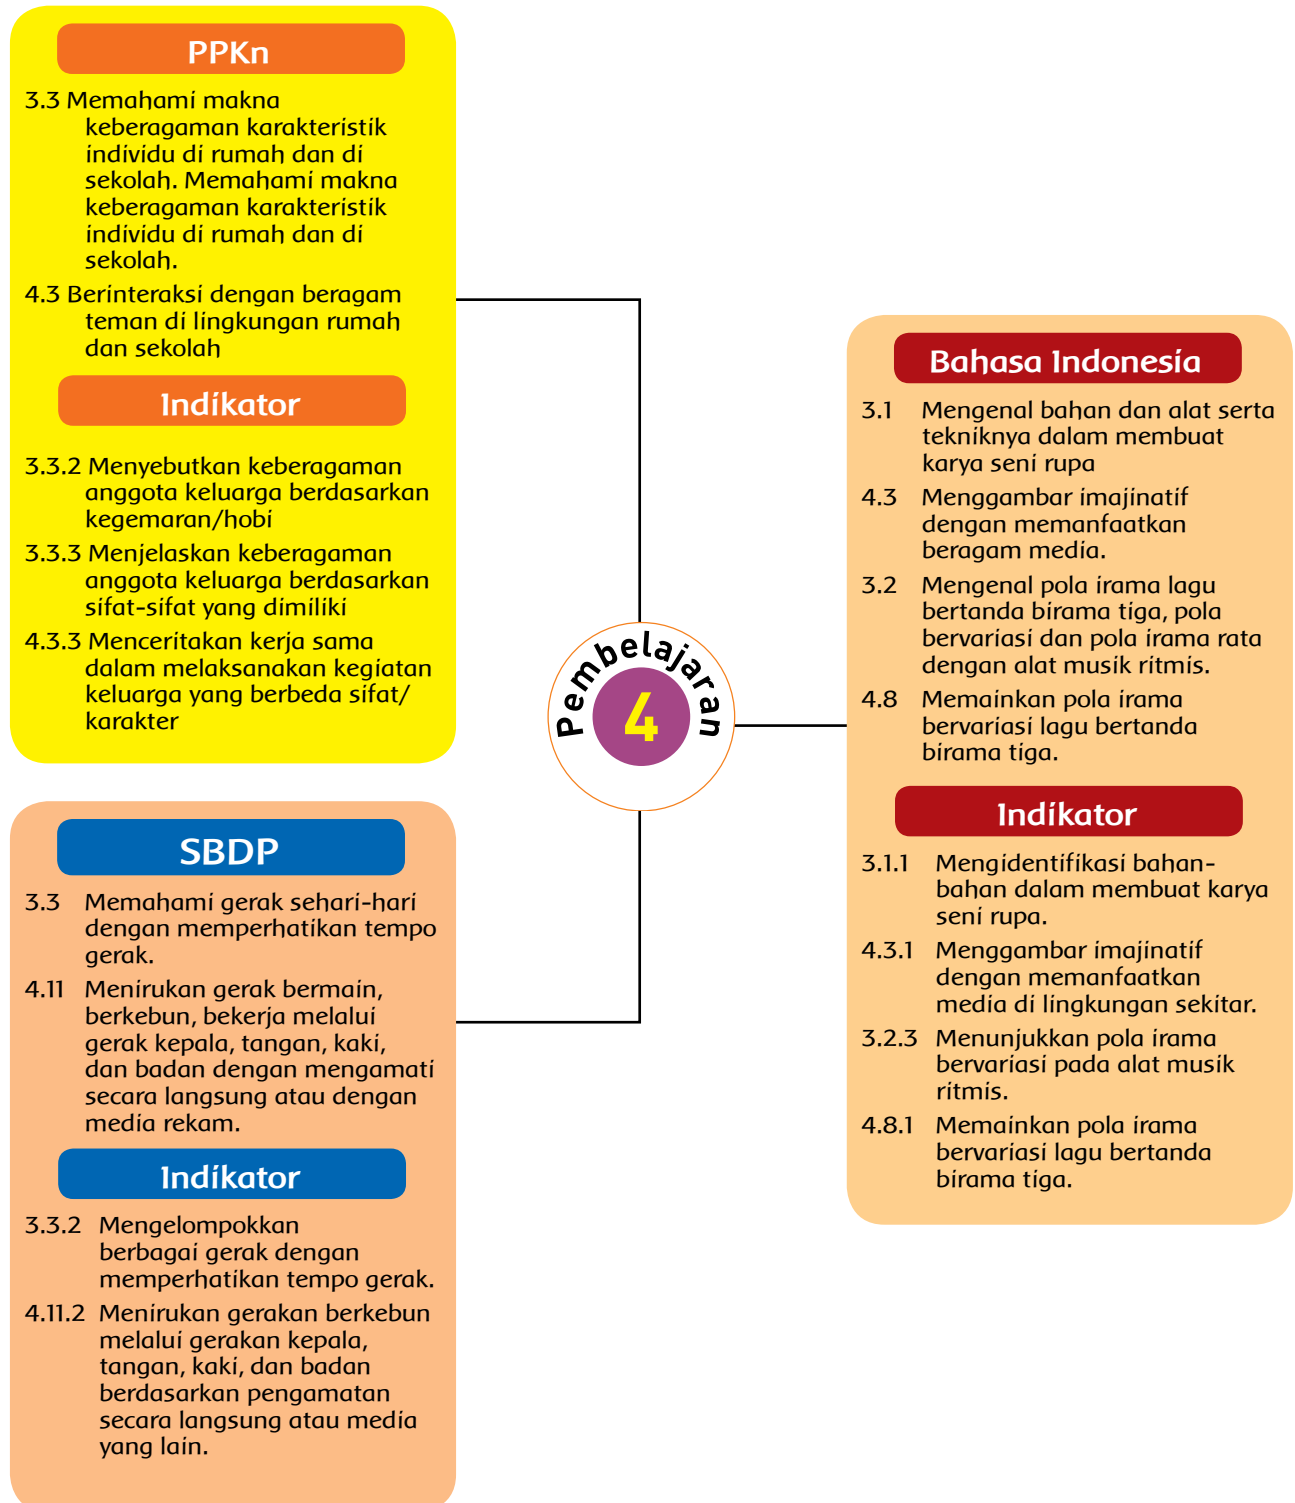 PPKn
3.3 Memahami makna
keberagaman karakteristik
individu di rumah dan di
sekolah. Memahami makna
keberagaman karakteristik
individu di rumah dan di
sekolah.
4.3 Berinteraksi dengan beragam
teman di lingkungan rumah
dan sekolah
Indikator
3.3.2 Menyebutkan keberagaman
anggota keluarga berdasarkan
kegemaran/hobi
3.3.3 Menjelaskan keberagaman
anggota keluarga berdasarkan
sifat-sifat yang dimiliki
4.3.3 Menceritakan kerja sama
dalam melaksanakan kegiatan
keluarga yang berbeda sifat/
karakter
SBDP
3.3 Memahami gerak sehari-hari
dengan memperhatikan tempo
gerak.
4.11 Menirukan gerak bermain,
berkebun, bekerja melalui
gerak kepala, tangan, kaki,
dan badan dengan mengamati
secara langsung atau dengan
media rekam.
Indikator
3.3.2 Mengelompokkan
berbagai gerak dengan
memperhatikan tempo gerak.
4.11.2 Menirukan gerakan berkebun
melalui gerakan kepala,
tangan, kaki, dan badan
berdasarkan pengamatan
secara langsung atau media
yang lain.
Pembelajaran
4
Bahasa Indonesia
3.1 Mengenal bahan dan alat serta
tekniknya dalam membuat
karya seni rupa
4.3 Menggambar imajinatif
dengan memanfaatkan
beragam media.
3.2 Mengenal pola irama lagu
bertanda birama tiga, pola
bervariasi dan pola irama rata
dengan alat musik ritmis.
4.8 Memainkan pola irama
bervariasi lagu bertanda
birama tiga.
Indikator
3.1.1 Mengidentifikasi bahan-
bahan dalam membuat karya
seni rupa.
4.3.1 Menggambar imajinatif
dengan memanfaatkan
media di lingkungan sekitar.
3.2.3 Menunjukkan pola irama
bervariasi pada alat musik
ritmis.
4.8.1 Memainkan pola irama
bervariasi lagu bertanda
birama tiga.